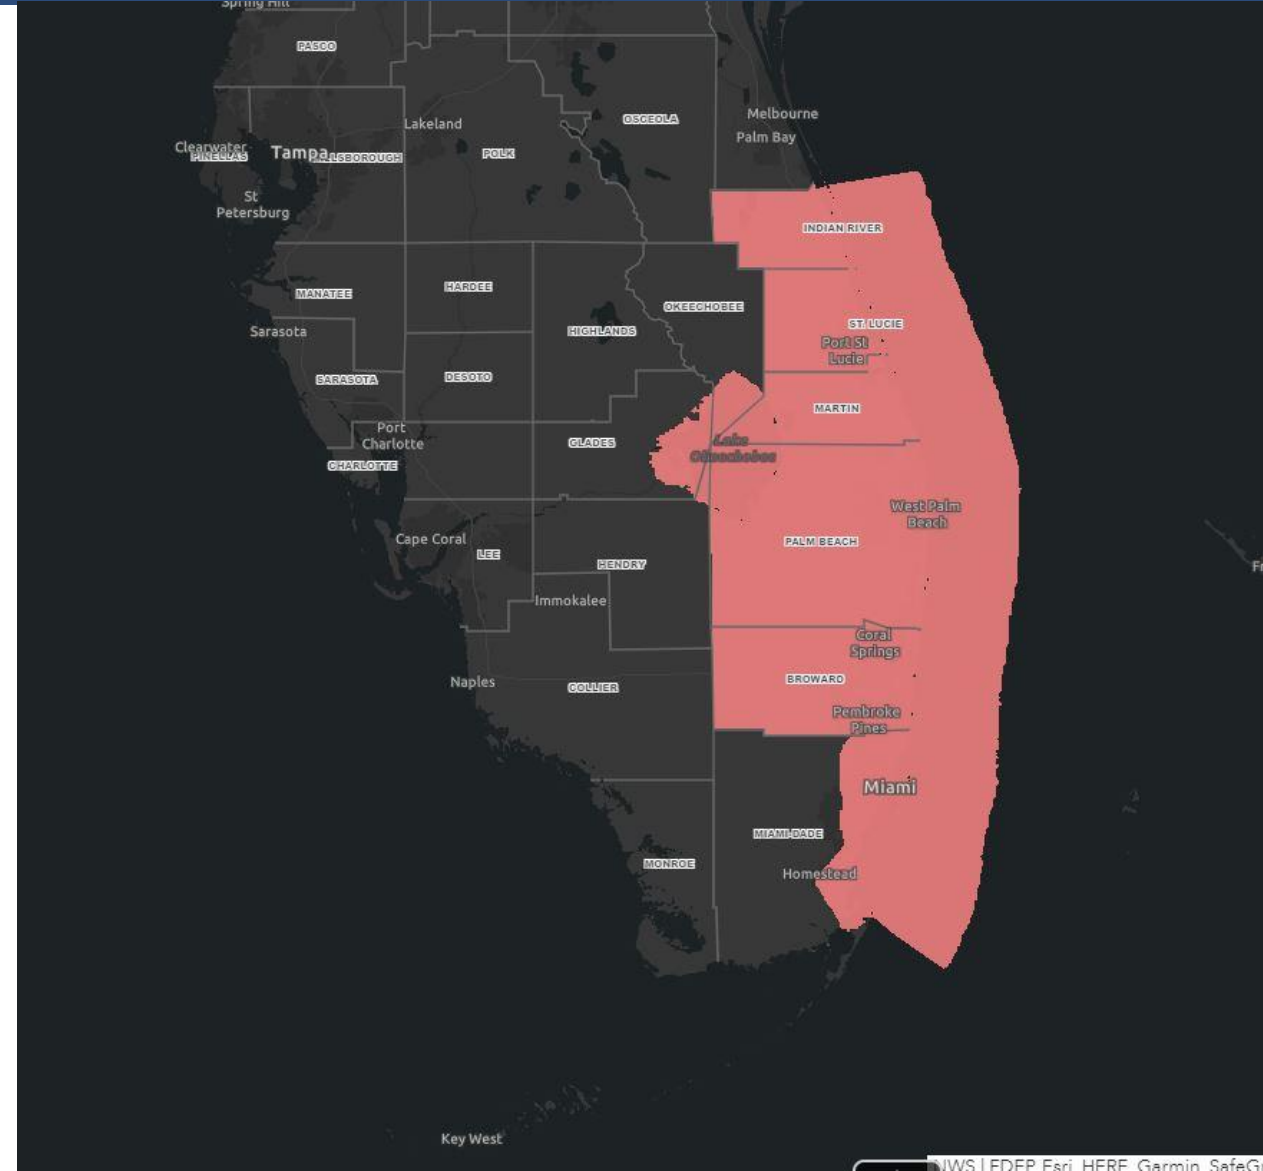 Spring Hill
PASCO
OSCEOLA
Melbourne
Lakeland
Palm Bay
Clearwater
PINELLAS
Tampa
POLK
St
Petersburg
INDIAN RIVER
MANATEE
HARDEE
OKEECHOBEE
Sarasota
HIGHLANDS
ST. LUCIE
Port St
Lucie
SARASOTA
DESOTO
MARTIN
Port
Charlotte
GLADES
Lake
Okeechobee
CHARLOTTE
West Palm
Beach
Cape Coral
LEE
HENDRY
PALM BEACH
Immokalee
Coral
Springs
Naples
COLLIER
BROWARD
Pembroke
Pines
Miami
MIAMI-DADE
MONROE
Homestead
Key West
NWS | FDEP, Esri, HERE, Garmin, SafeG